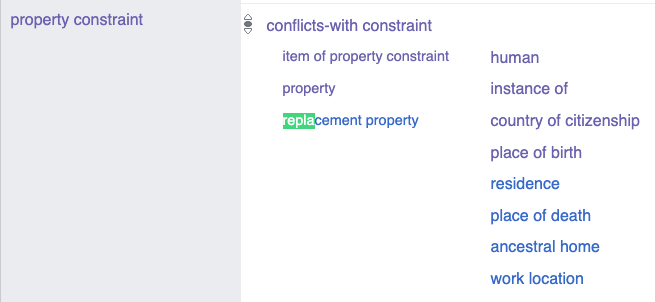 property constraint
conflicts-with constraint
item of property constraint human
property instance of
replacement property country of citizenship
place of birth
residence
place of death
ancestral home
work location